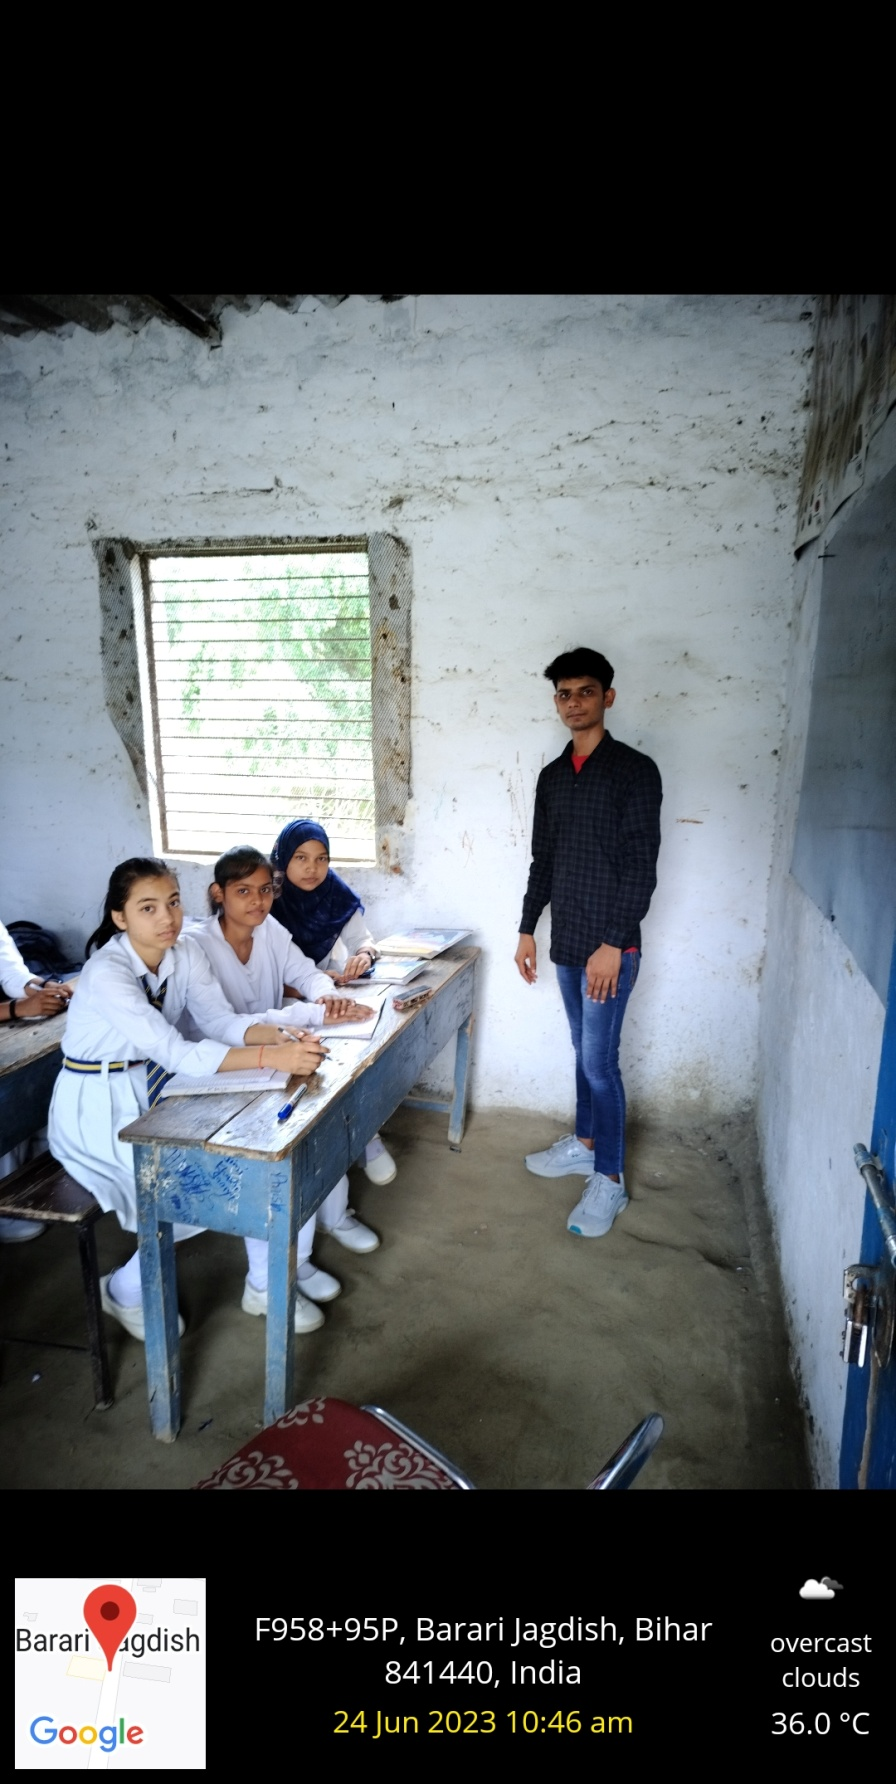 Barari Jagdish
Google
F958+95P, Barari Jagdish, Bihar
841440, India
24 Jun 2023 10:46 am
overcast
clouds
36.0 °C